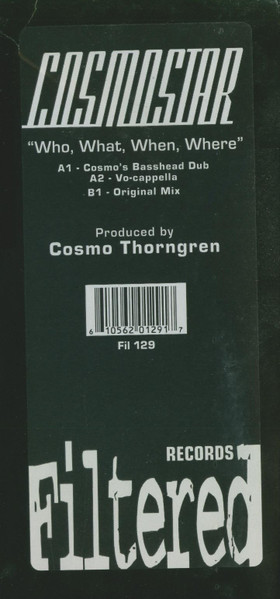 COSMOSTAR
"Who, What, When, Where"
A1 - Cosmo's Basshead Dub
A2 - Vo-cappella
B1 - Original Mix
Produced by
Cosmo Thorngren
6 10562 01291 7
Fil 129
RECORDS
Filtered